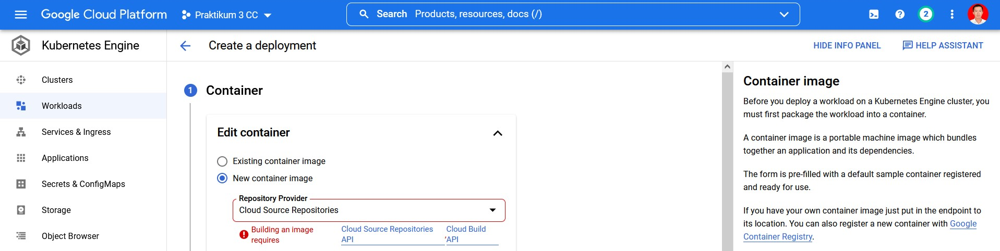 Google Cloud Platform
Praktikum 3 CC
Search Products, resources, docs (/)
2
Kubernetes Engine
Create a deployment
HIDE INFO PANEL
HELP ASSISTANT
Clusters
Workloads
Services & Ingress
Applications
Secrets & ConfigMaps
Storage
Object Browser
1 Container
Edit container
Existing container image
New container image
Repository Provider
Cloud Source Repositories
Building an image requires
Cloud Source Repositories API,
Cloud Build API
Container image
Before you deploy a workload on a Kubernetes Engine cluster, you
must first package the workload into a container.
A container image is a portable machine image which bundles
together an application and its dependencies.
The form is pre-filled with a default sample container registered
and ready for use.
If you have your own container image just put in the endpoint to
its location. You can also register a new container with Google
Container Registry.